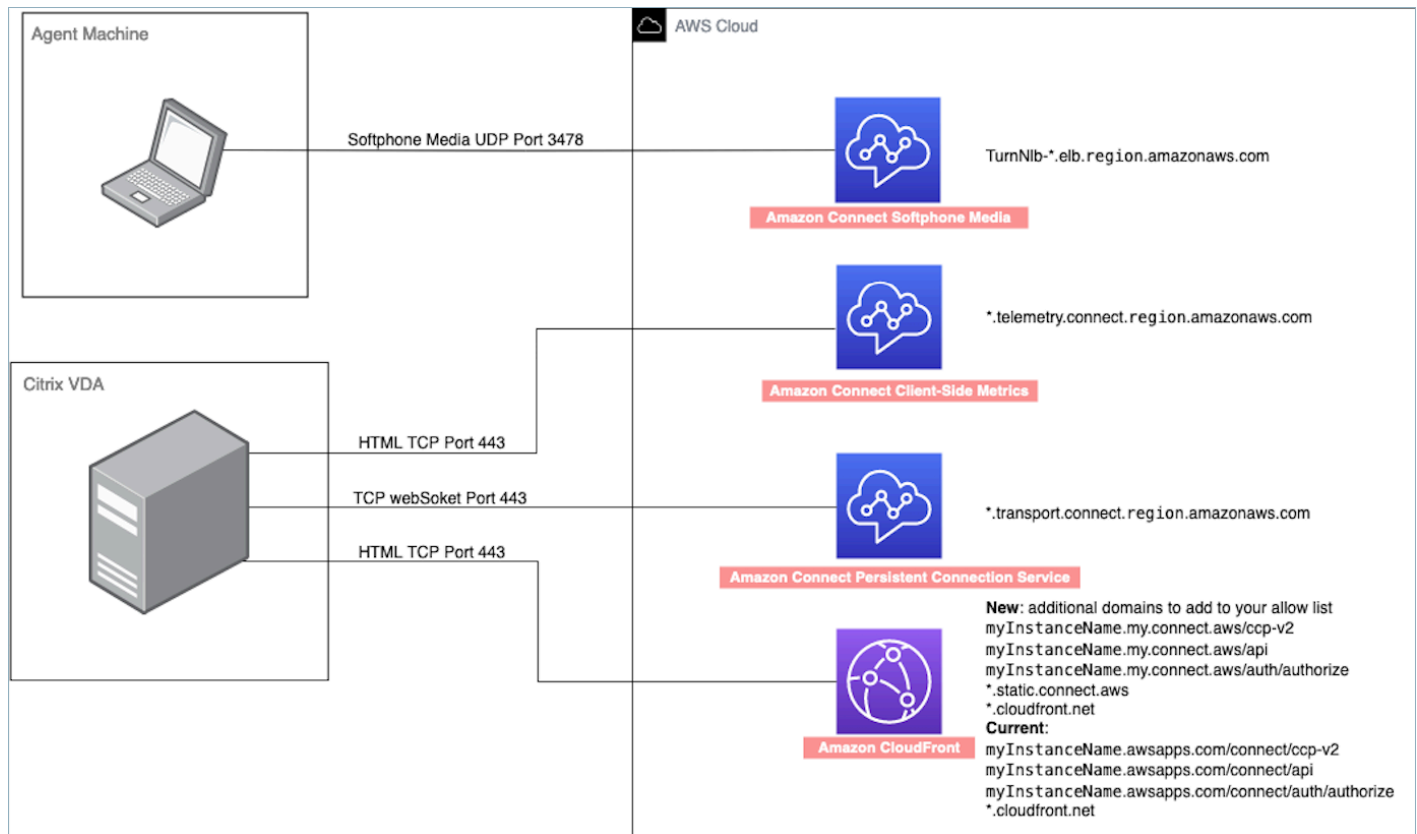 Agent Machine
AWS Cloud
Softphone Media UDP Port 3478
TurnNlb-*.elb.region.amazonaws.com
Amazon Connect Softphone Media
*.telemetry.connect.region.amazonaws.com
Amazon Connect Client-Side Metrics
Citrix VDA
HTML TCP Port 443
TCP webSoket Port 443
HTML TCP Port 443
*.transport.connect.region.amazonaws.com
Amazon Connect Persistent Connection Service
New: additional domains to add to your allow list
myInstanceName.my.connect.aws/ccp-v2
myInstanceName.my.connect.aws/api
myInstanceName.my.connect.aws/auth/authorize
*.static.connect.aws
*.cloudfront.net
Current:
myInstanceName.awsapps.com/connect/ccp-v2
myInstanceName.awsapps.com/connect/api
myInstanceName.awsapps.com/connect/auth/authorize
*.cloudfront.net
Amazon CloudFront